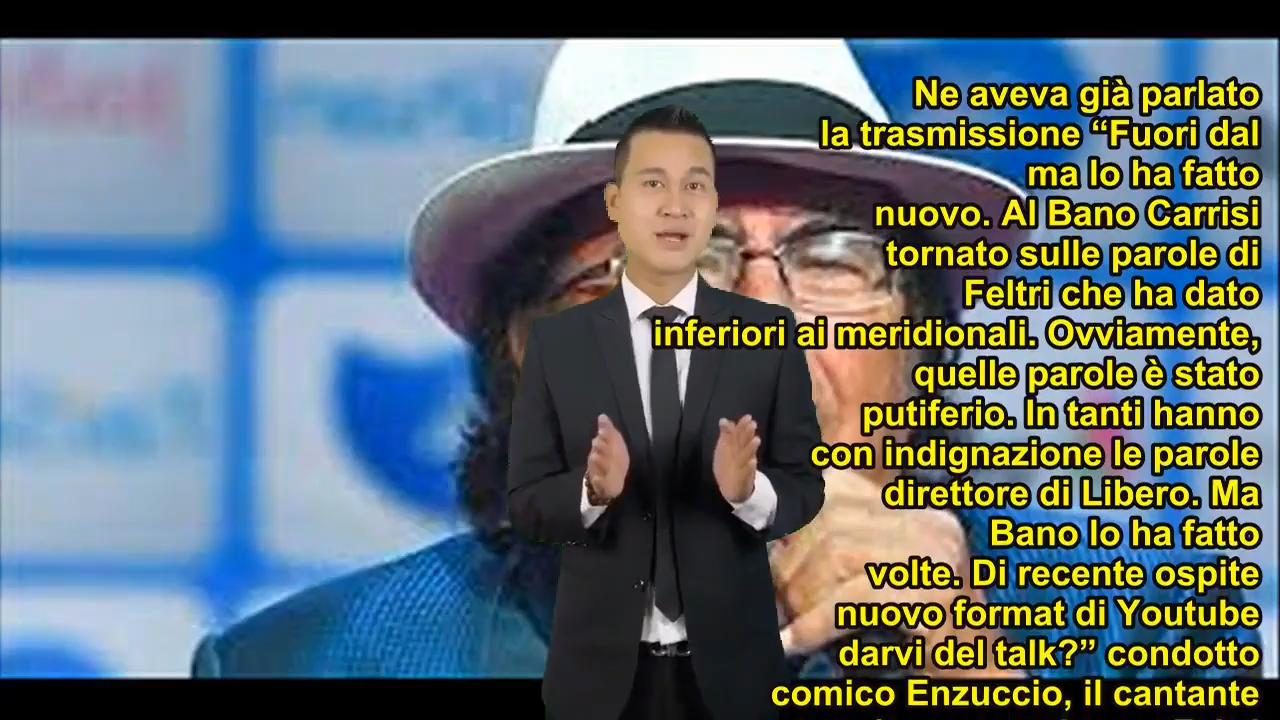 Ne aveva già parlato
la trasmissione “Fuori dal
ma lo ha fatto
nuovo. Al Bano Carrisi
tornato sulle parole di
Feltri che ha dato
inferiori ai meridionali. Ovviamente,
quelle parole è stato
putiferio. In tanti hanno
con indignazione le parole
direttore di Libero. Ma
Bano lo ha fatto
volte. Di recente ospite
nuovo format di Youtube
darvi del talk?” condotto
comico Enzuccio, il cantante